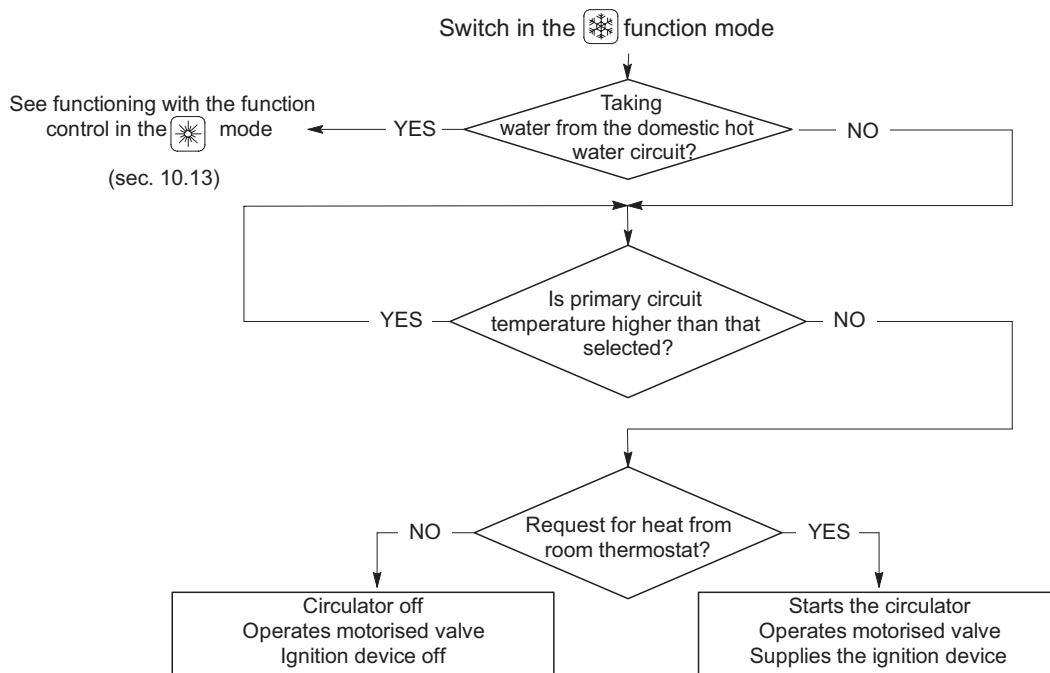 Switch in the function mode
See functioning with the function
control in the mode
(sec. 10.13)
YES
Taking
water from the domestic hot
water circuit?
NO
YES
Is primary circuit
temperature higher than that
selected?
NO
NO
Request for heat from
room thermostat?
YES
Circulator off
Operates motorised valve
Ignition device off
Starts the circulator
Operates motorised valve
Supplies the ignition device